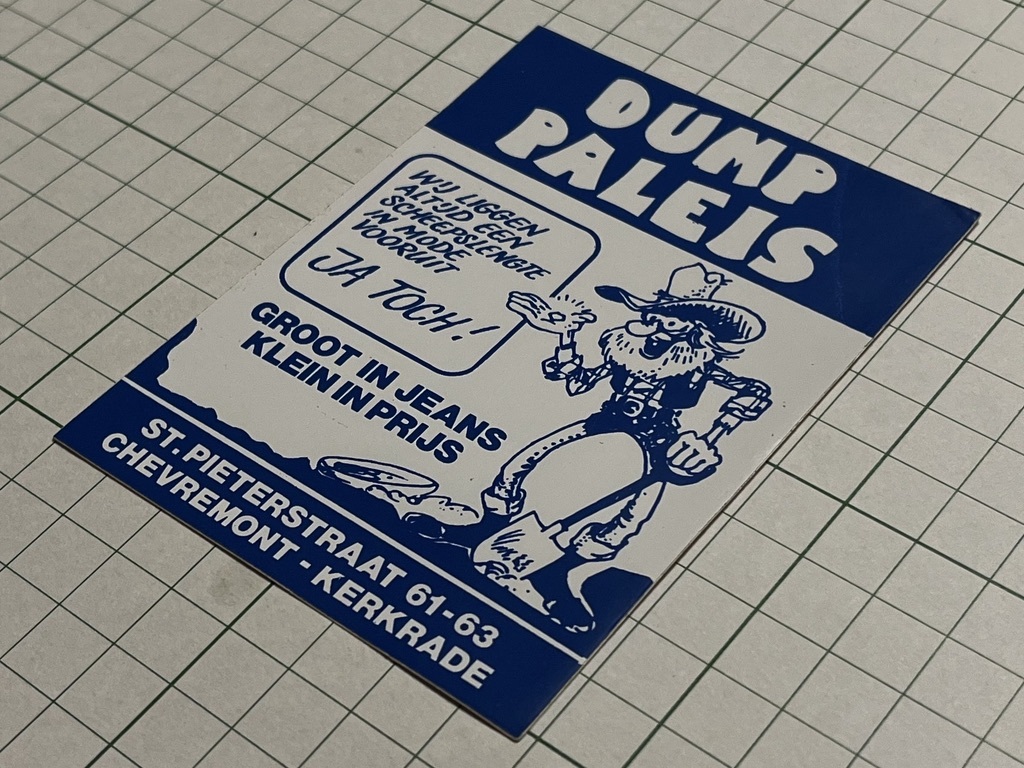 DUMP
PALEIS
WIJ LIGGEN
ALTIJD EEN
SCHEEPSLENGTE
IN MODE
VOORUIT
JA TOCH!
GROOT IN JEANS
KLEIN IN PRIJS
ST. PIETERSTRAAT 61-63
CHEVREMONT - KERKRADE